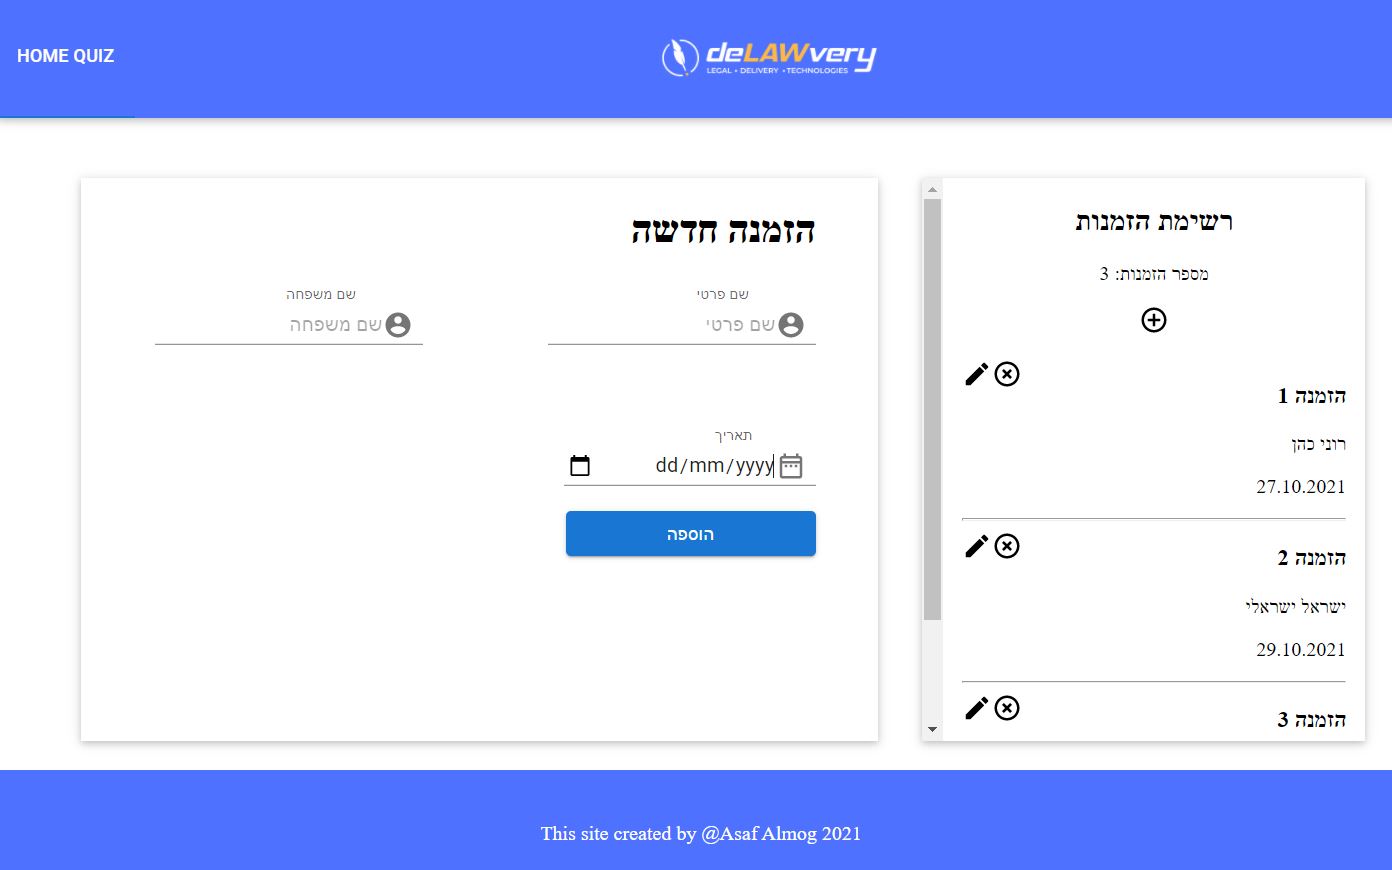 HOME QUIZ
deLAWvery
LEGAL • DELIVERY • TECHNOLOGIES
רשימת הזמנות
מספר הזמנות: 3
הזמנה 1
רוני כהן
27.10.2021
הזמנה 2
ישראל ישראלי
29.10.2021
הזמנה 3
הזמנה חדשה
שם פרטי
שם פרטי
שם משפחה
שם משפחה
תאריך
dd/mm/yyyy
הוספה
This site created by @Asaf Almog 2021